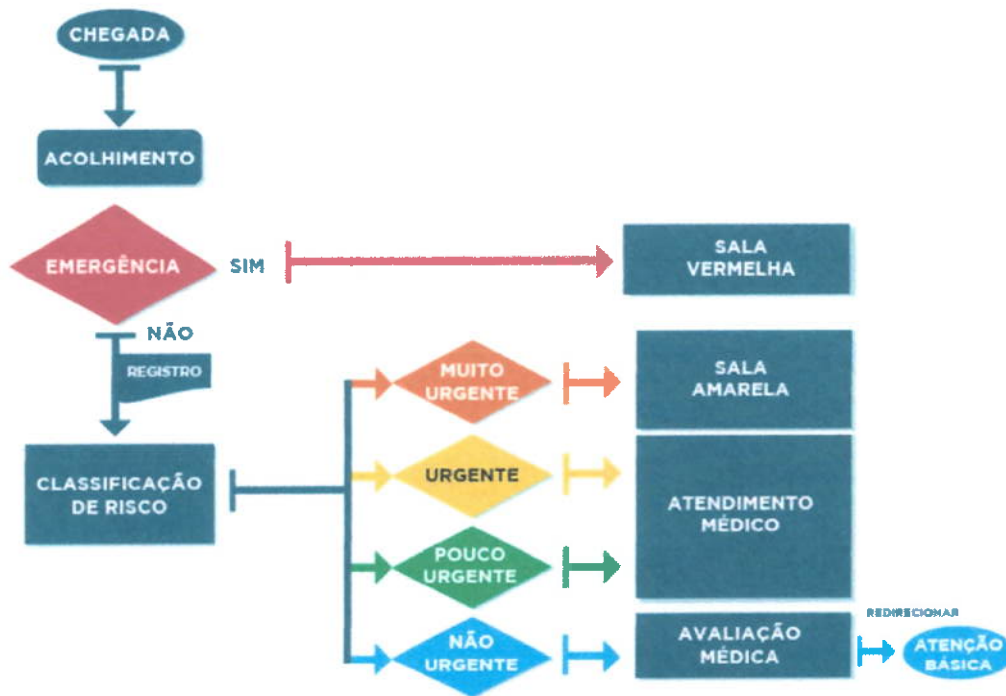 CHEGADA
ACOLHIMENTO
EMERGÊNCIA
SIM
SALA
VERMELHA
NÃO
REGISTRO
CLASSIFICAÇÃO
DE RISCO
MUITO
URGENTE
SALA
AMARELA
URGENTE
ATENDIMENTO
MÉDICO
POUCO
URGENTE
NÃO
URGENTE
AVALIAÇÃO
MÉDICA
REDIRECIONAR
ATENÇÃO
BÁSICA